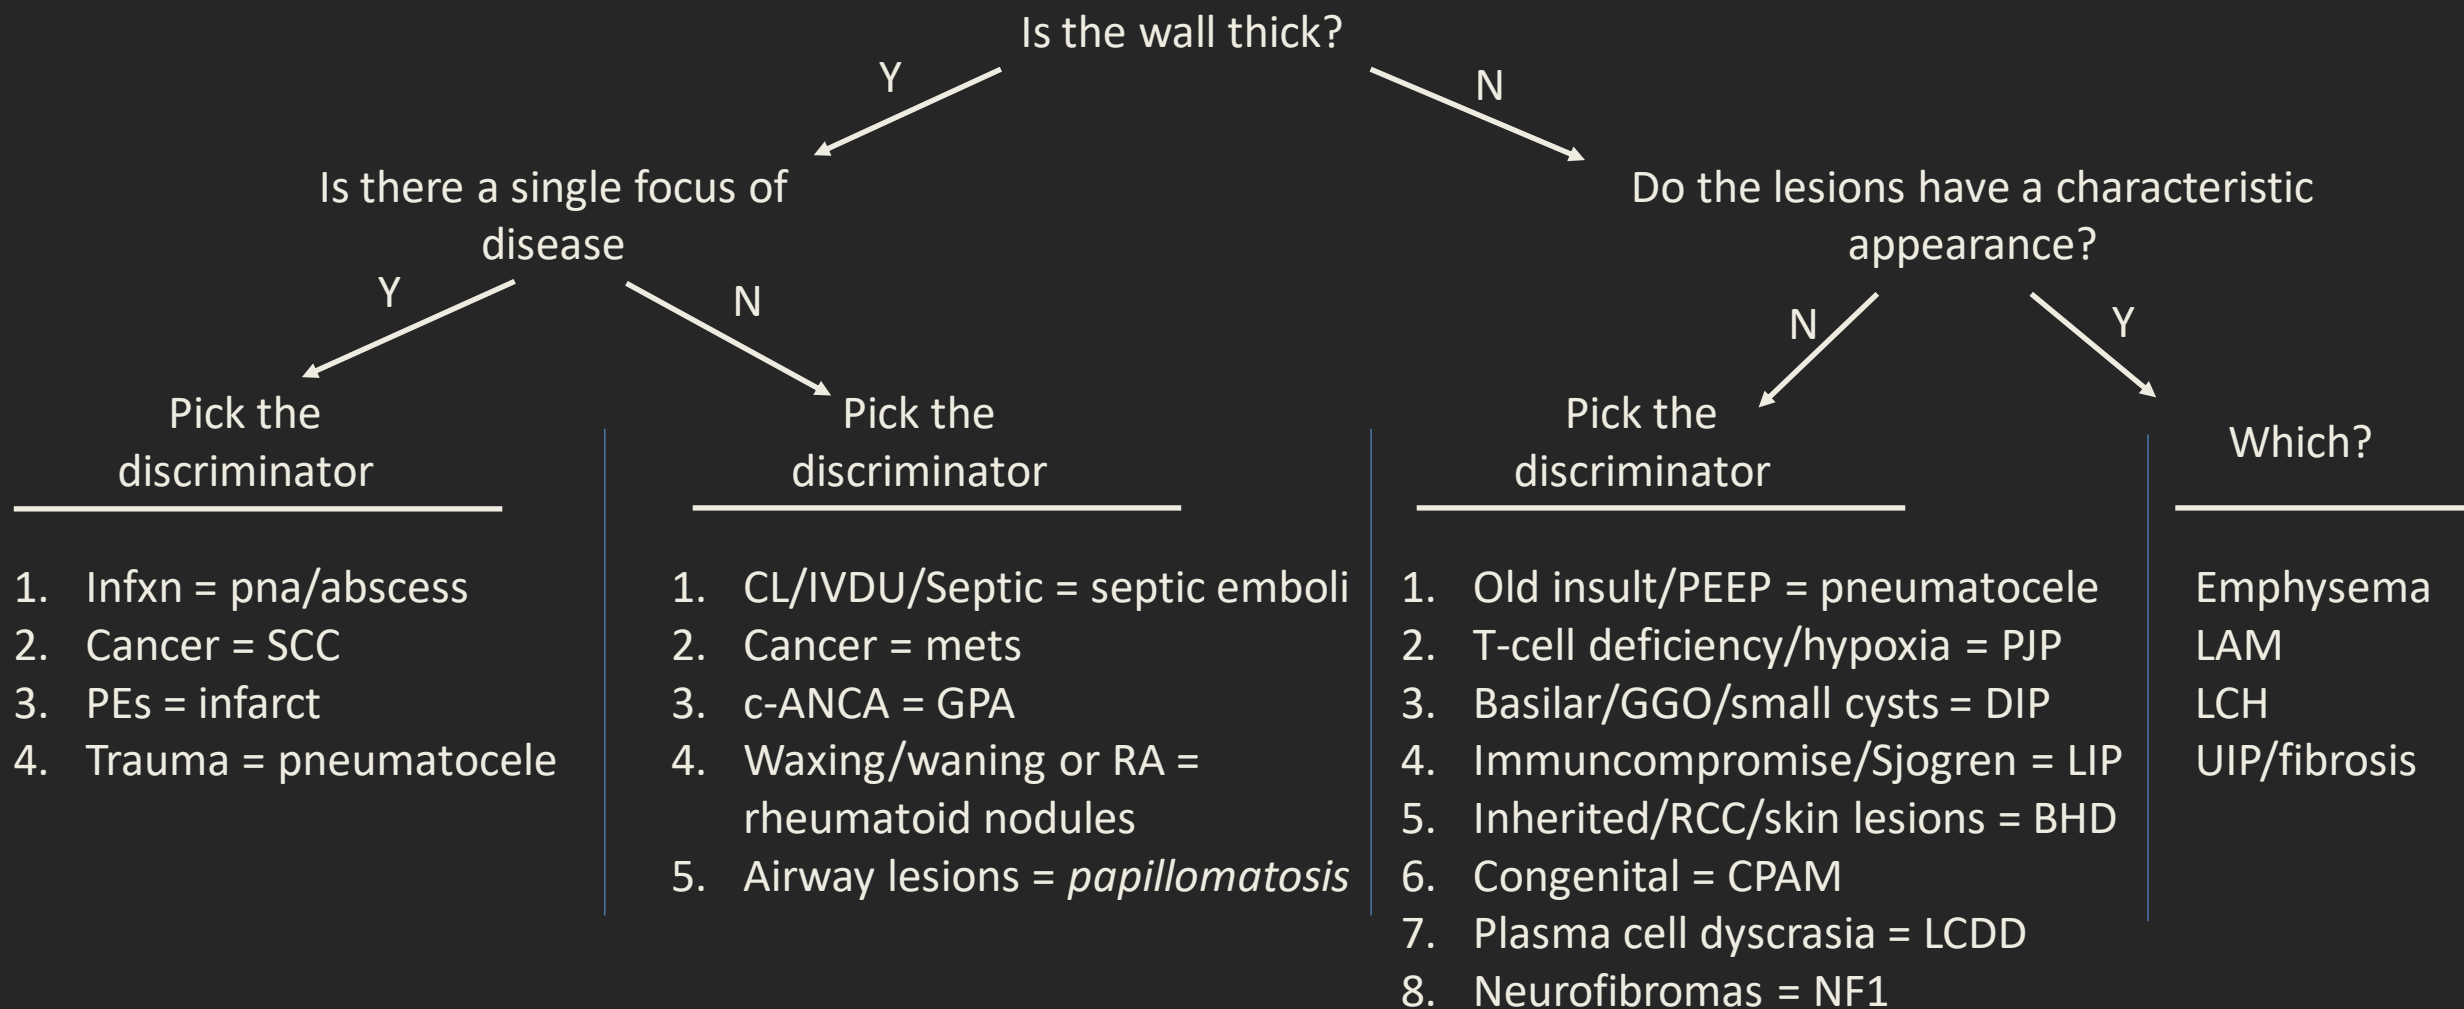 Is the wall thick?
Y
N
Is there a single focus of
disease
Do the lesions have a characteristic
appearance?
Y
N
N
Y
Pick the
discriminator
1. Infxn = pna/abscess
2. Cancer = SCC
3. PEs = infarct
4. Trauma = pneumatocele
Pick the
discriminator
1. CL/IVDU/Septic = septic emboli
2. Cancer = mets
3. c-ANCA = GPA
4. Waxing/waning or RA =
rheumatoid nodules
5. Airway lesions = papillomatosis
Pick the
discriminator
1. Old insult/PEEP = pneumatocele
2. T-cell deficiency/hypoxia = PJP
3. Basilar/GGO/small cysts = DIP
4. Immuncompromise/Sjogren = LIP
5. Inherited/RCC/skin lesions = BHD
6. Congenital = CPAM
7. Plasma cell dyscrasia = LCDD
8. Neurofibromas = NF1
Which?
Emphysema
LAM
LCH
UIP/fibrosis